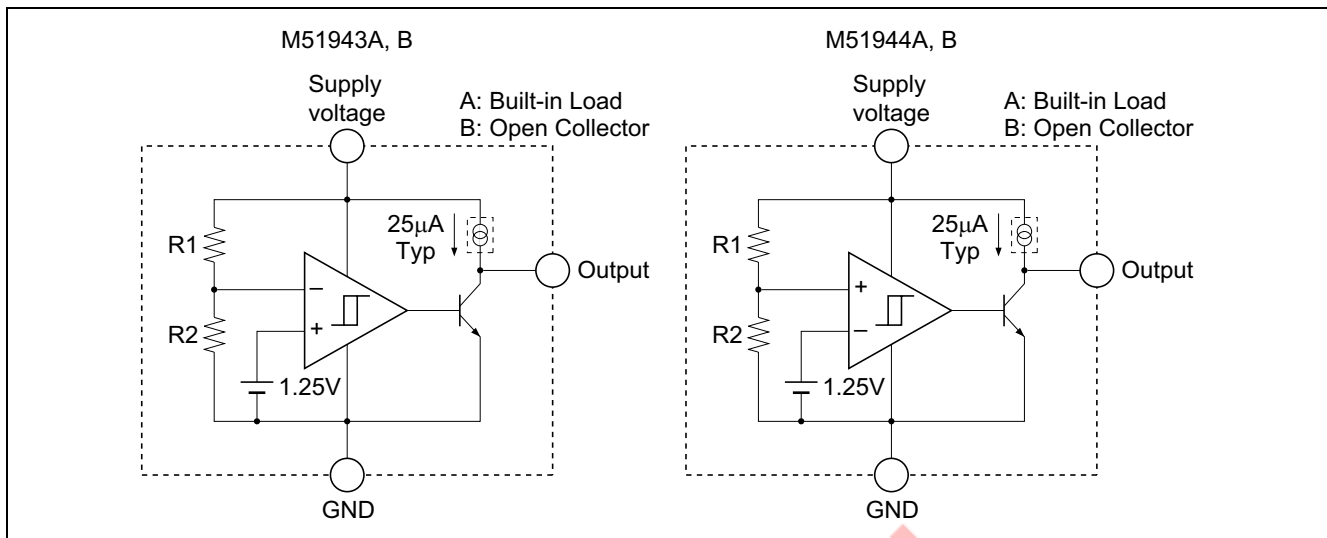 M51943A, B
Supply
voltage
A: Built-in Load
B: Open Collector
R1
R2
25μA
Typ
−
+
1.25V
Output
GND
M51944A, B
Supply
voltage
A: Built-in Load
B: Open Collector
R1
R2
25μA
Typ
+
−
1.25V
Output
GND